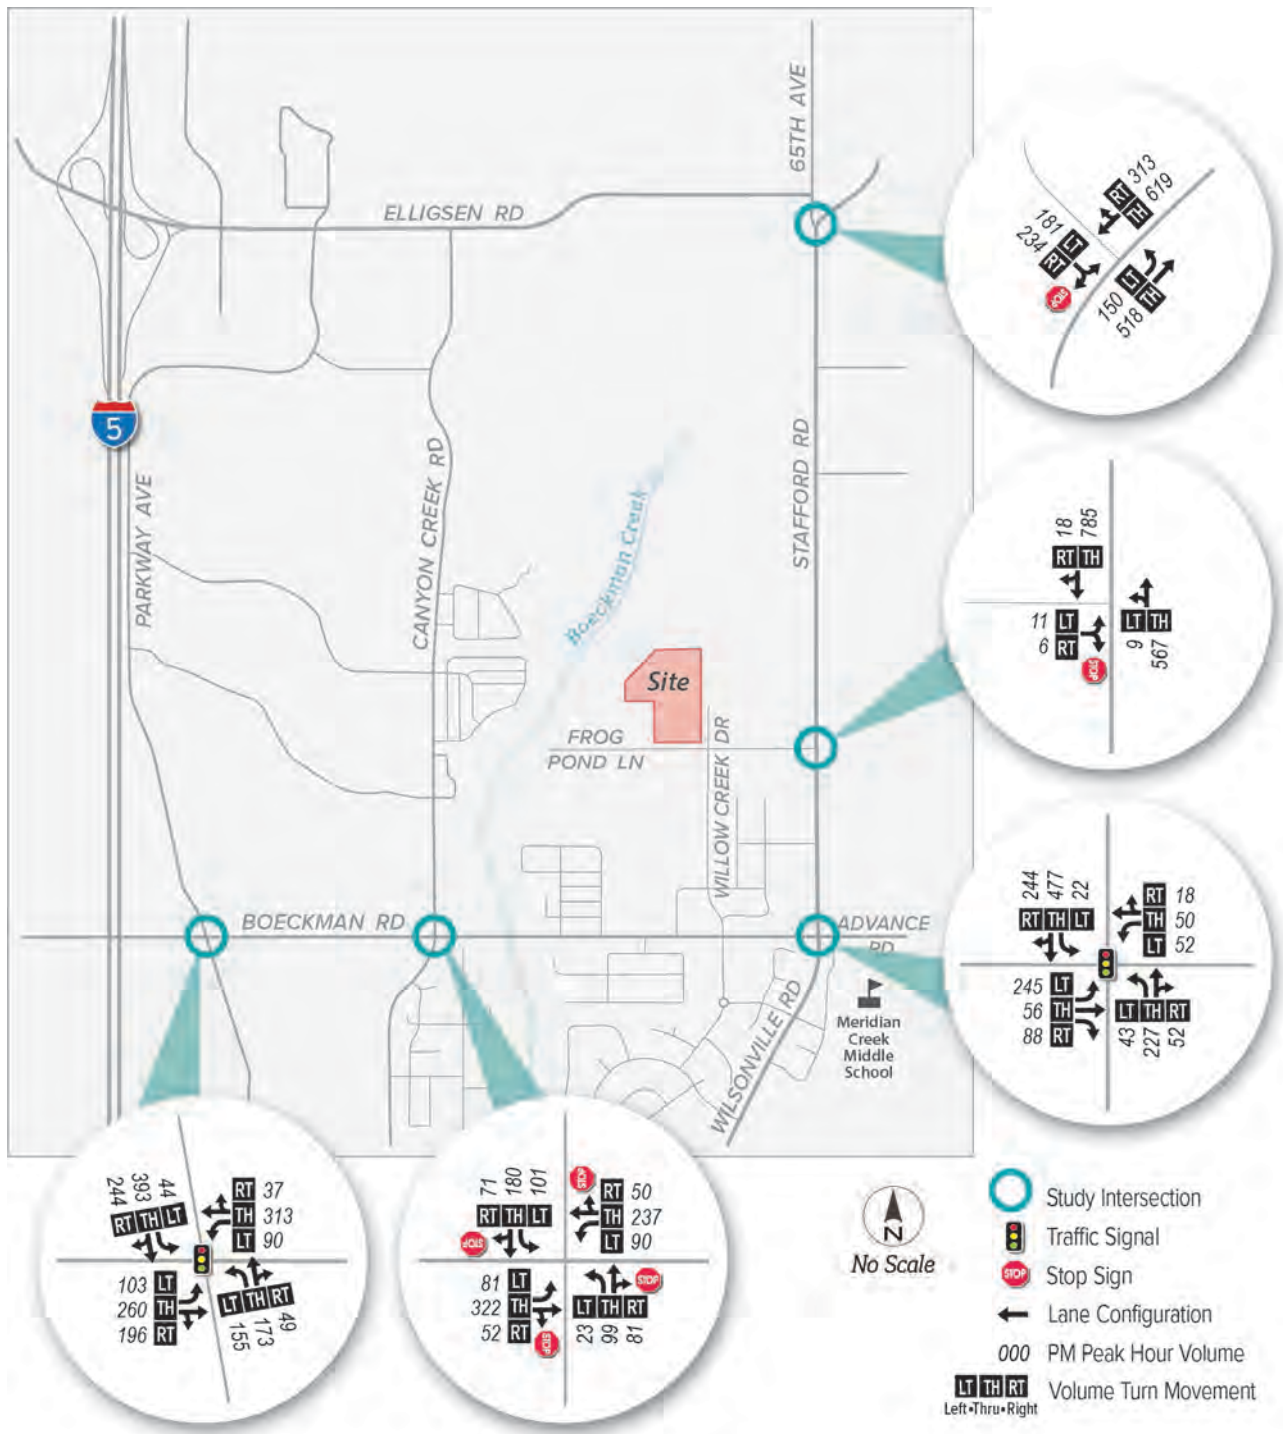 65TH AVE
ELLIGSEN RD
5
PARKWAY AVE
CANYON CREEK RD
STAFFORD RD
Boeckman Creek
Site
FROG
POND LN
WILLOW CREEK DR
BOECKMAN RD
ADVANCE
RD
WILSONVILLE RD
Meridian
Creek
Middle
School
RT 313
TH 619
181 LT
234 RT
STOP
150 LT
518 TH
18 785
RT TH
11 LT
6 RT
STOP
LT TH
9 567
244 477 22
RT TH LT
RT 18
TH 50
LT 52
245 LT
56 TH
88 RT
LT TH RT
43 227 52
244 393 44
RT TH LT
RT 37
TH 313
LT 90
103 LT
260 TH
196 RT
LT TH RT
155 173 49
71 180 101
RT TH LT
STOP
STOP
RT 50
TH 237
LT 90
81 LT
322 TH
52 RT
STOP
STOP
LT TH RT
23 99 81
N
No Scale
Study Intersection
Traffic Signal
STOP Stop Sign
Lane Configuration
000 PM Peak Hour Volume
LT TH RT Volume Turn Movement
Left•Thru•Right